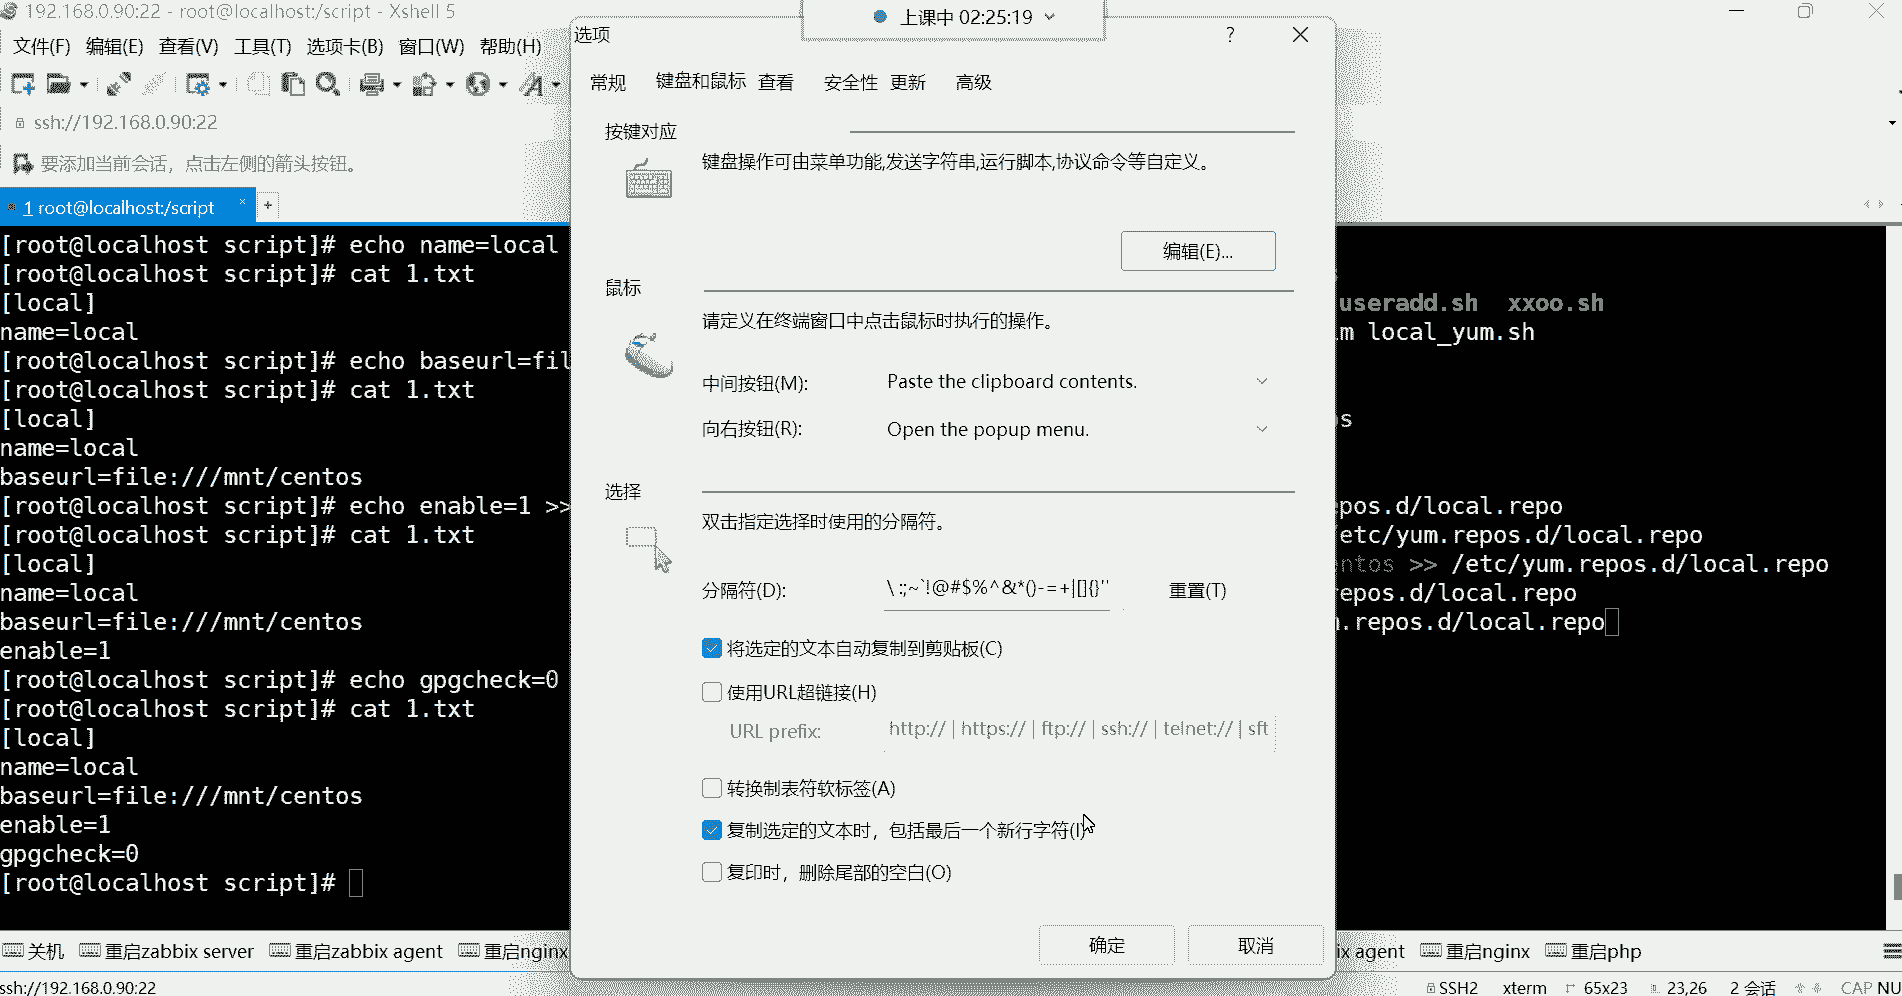 192.168.0.90:22 - root@localhost:/script - Xshell 5
上课中 02:25:19
文件(F) 编辑(E) 查看(V) 工具(T) 选项卡(B) 窗口(W) 帮助(H)
ssh://192.168.0.90:22
要添加当前会话，点击左侧的箭头按钮。
1 root@localhost:/script × +
[root@localhost script]# echo name=local
[root@localhost script]# cat 1.txt
[local]
name=local
[root@localhost script]# echo baseurl=fil
[root@localhost script]# cat 1.txt
[local]
name=local
baseurl=file:///mnt/centos
[root@localhost script]# echo enable=1 >>
[root@localhost script]# cat 1.txt
[local]
name=local
baseurl=file:///mnt/centos
enable=1
[root@localhost script]# echo gpgcheck=0
[root@localhost script]# cat 1.txt
[local]
name=local
baseurl=file:///mnt/centos
enable=1
gpgcheck=0
[root@localhost script]#
选项 ?
常规 键盘和鼠标 查看 安全性 更新 高级
按键对应
键盘操作可由菜单功能,发送字符串,运行脚本,协议命令等自定义。
编辑(E)...
鼠标
请定义在终端窗口中点击鼠标时执行的操作。
中间按钮(M): Paste the clipboard contents.
向右按钮(R): Open the popup menu.
选择
双击指定选择时使用的分隔符。
分隔符(D): \ :;~`!@#$%^&*()-=+|[]{}'" 重置(T)
将选定的文本自动复制到剪贴板(C)
使用URL超链接(H)
URL prefix: http:// | https:// | ftp:// | ssh:// | telnet:// | sft
转换制表符软标签(A)
复制选定的文本时，包括最后一个新行字符(I)
复印时，删除尾部的空白(O)
确定 取消
useradd.sh xxoo.sh
m local_yum.sh
s
epos.d/local.repo
etc/yum.repos.d/local.repo
ntos >> /etc/yum.repos.d/local.repo
epos.d/local.repo
.repos.d/local.repo
关机 重启zabbix server 重启zabbix agent 重启nginx
ix agent 重启nginx 重启php
ssh://192.168.0.90:22
SSH2 xterm 65x23 23,26 2 会话 CAP NU